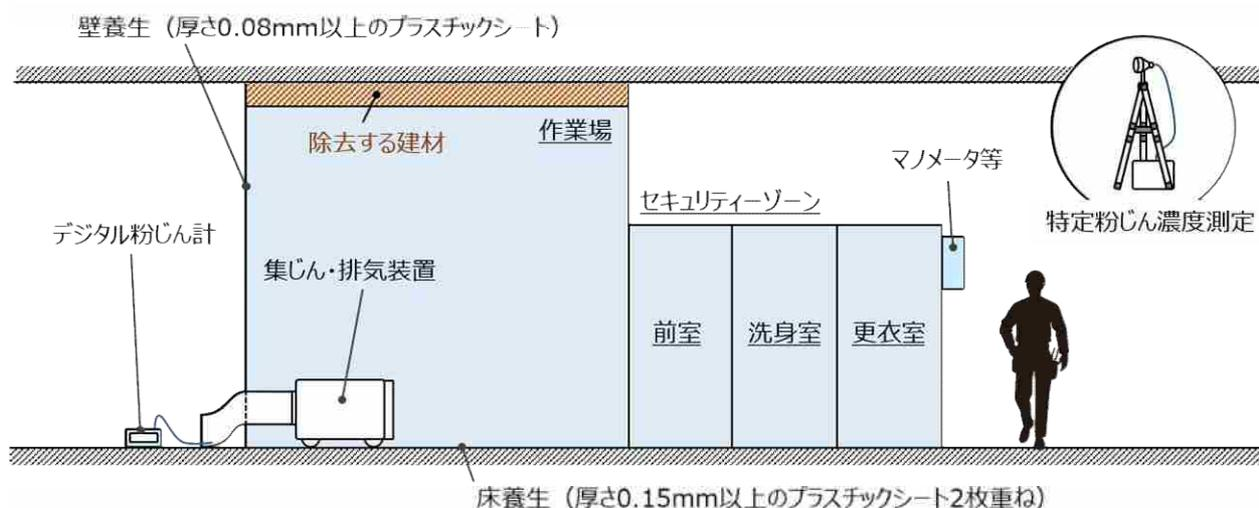 壁養生（厚さ0.08mm以上のプラスチックシート）
除去する建材
作業場
マノメータ等
セキュリティーゾーン
特定粉じん濃度測定
デジタル粉じん計
集じん・排気装置
前室
洗身室
更衣室
床養生（厚さ0.15mm以上のプラスチックシート2枚重ね）